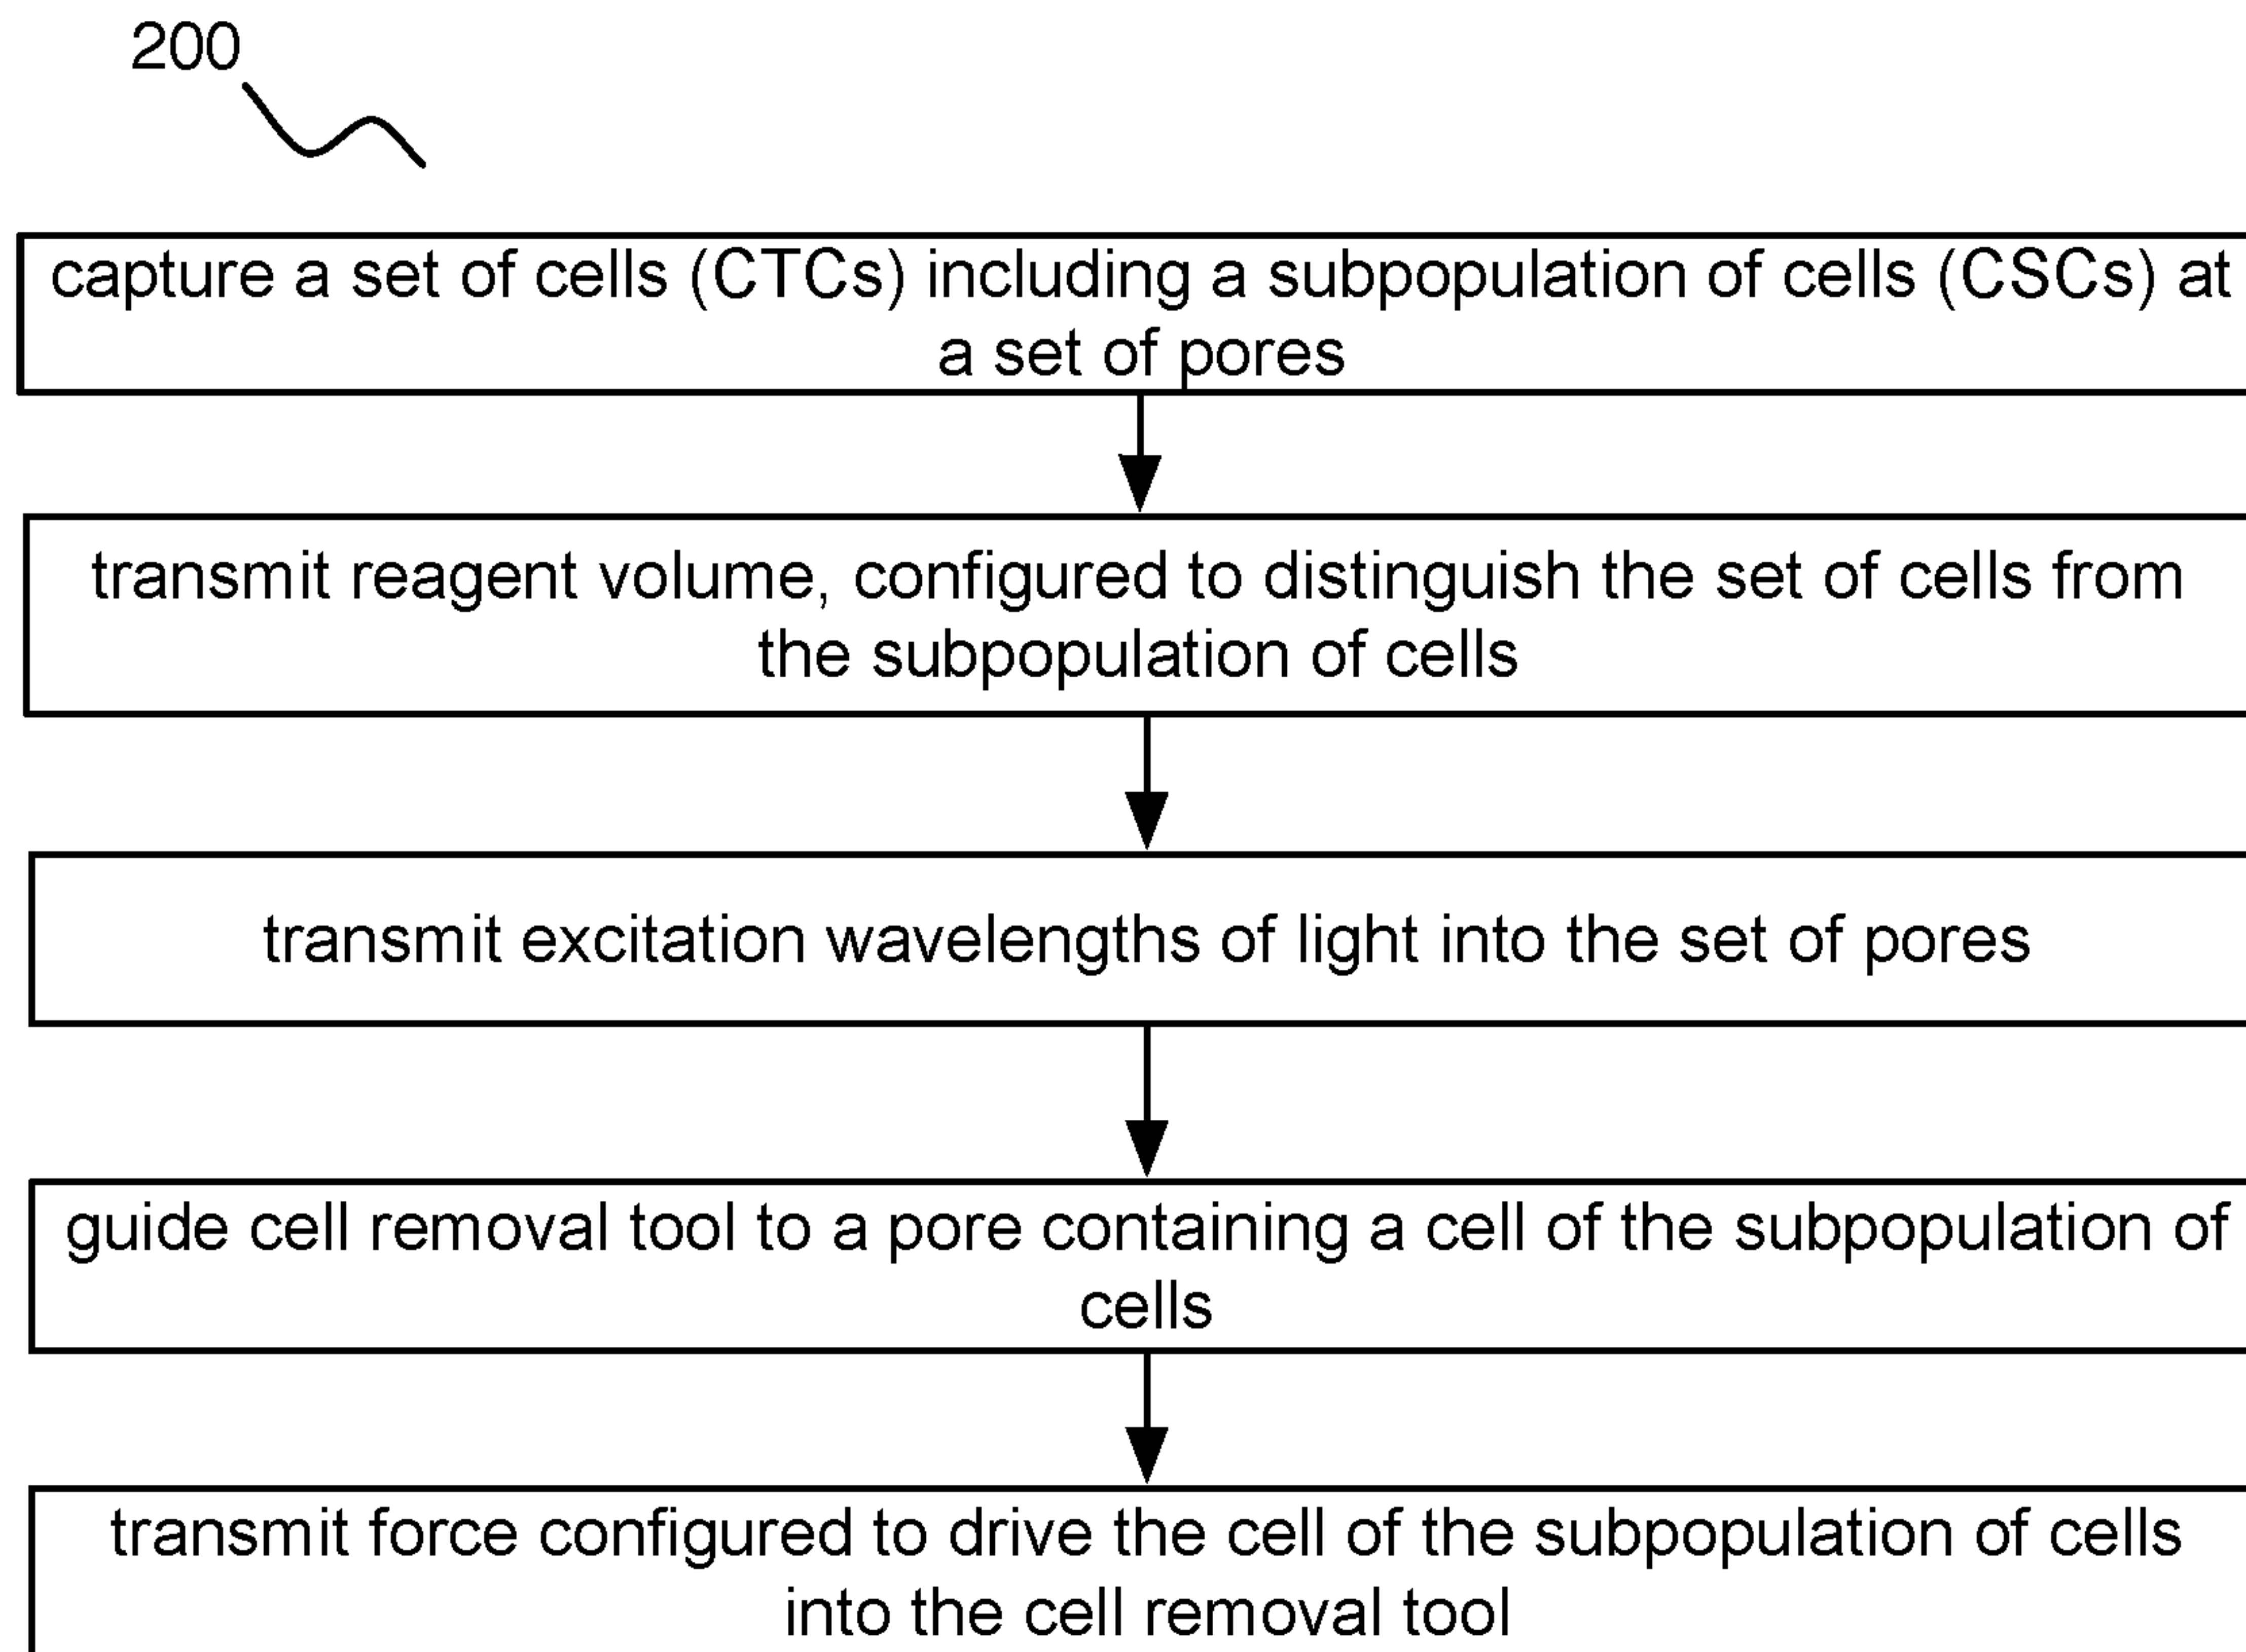 200
capture a set of cells (CTCs) including a subpopulation of cells (CSCs) at
a set of pores
transmit reagent volume, configured to distinguish the set of cells from
the subpopulation of cells
transmit excitation wavelengths of light into the set of pores
guide cell removal tool to a pore containing a cell of the subpopulation of
cells
transmit force configured to drive the cell of the subpopulation of cells
into the cell removal tool